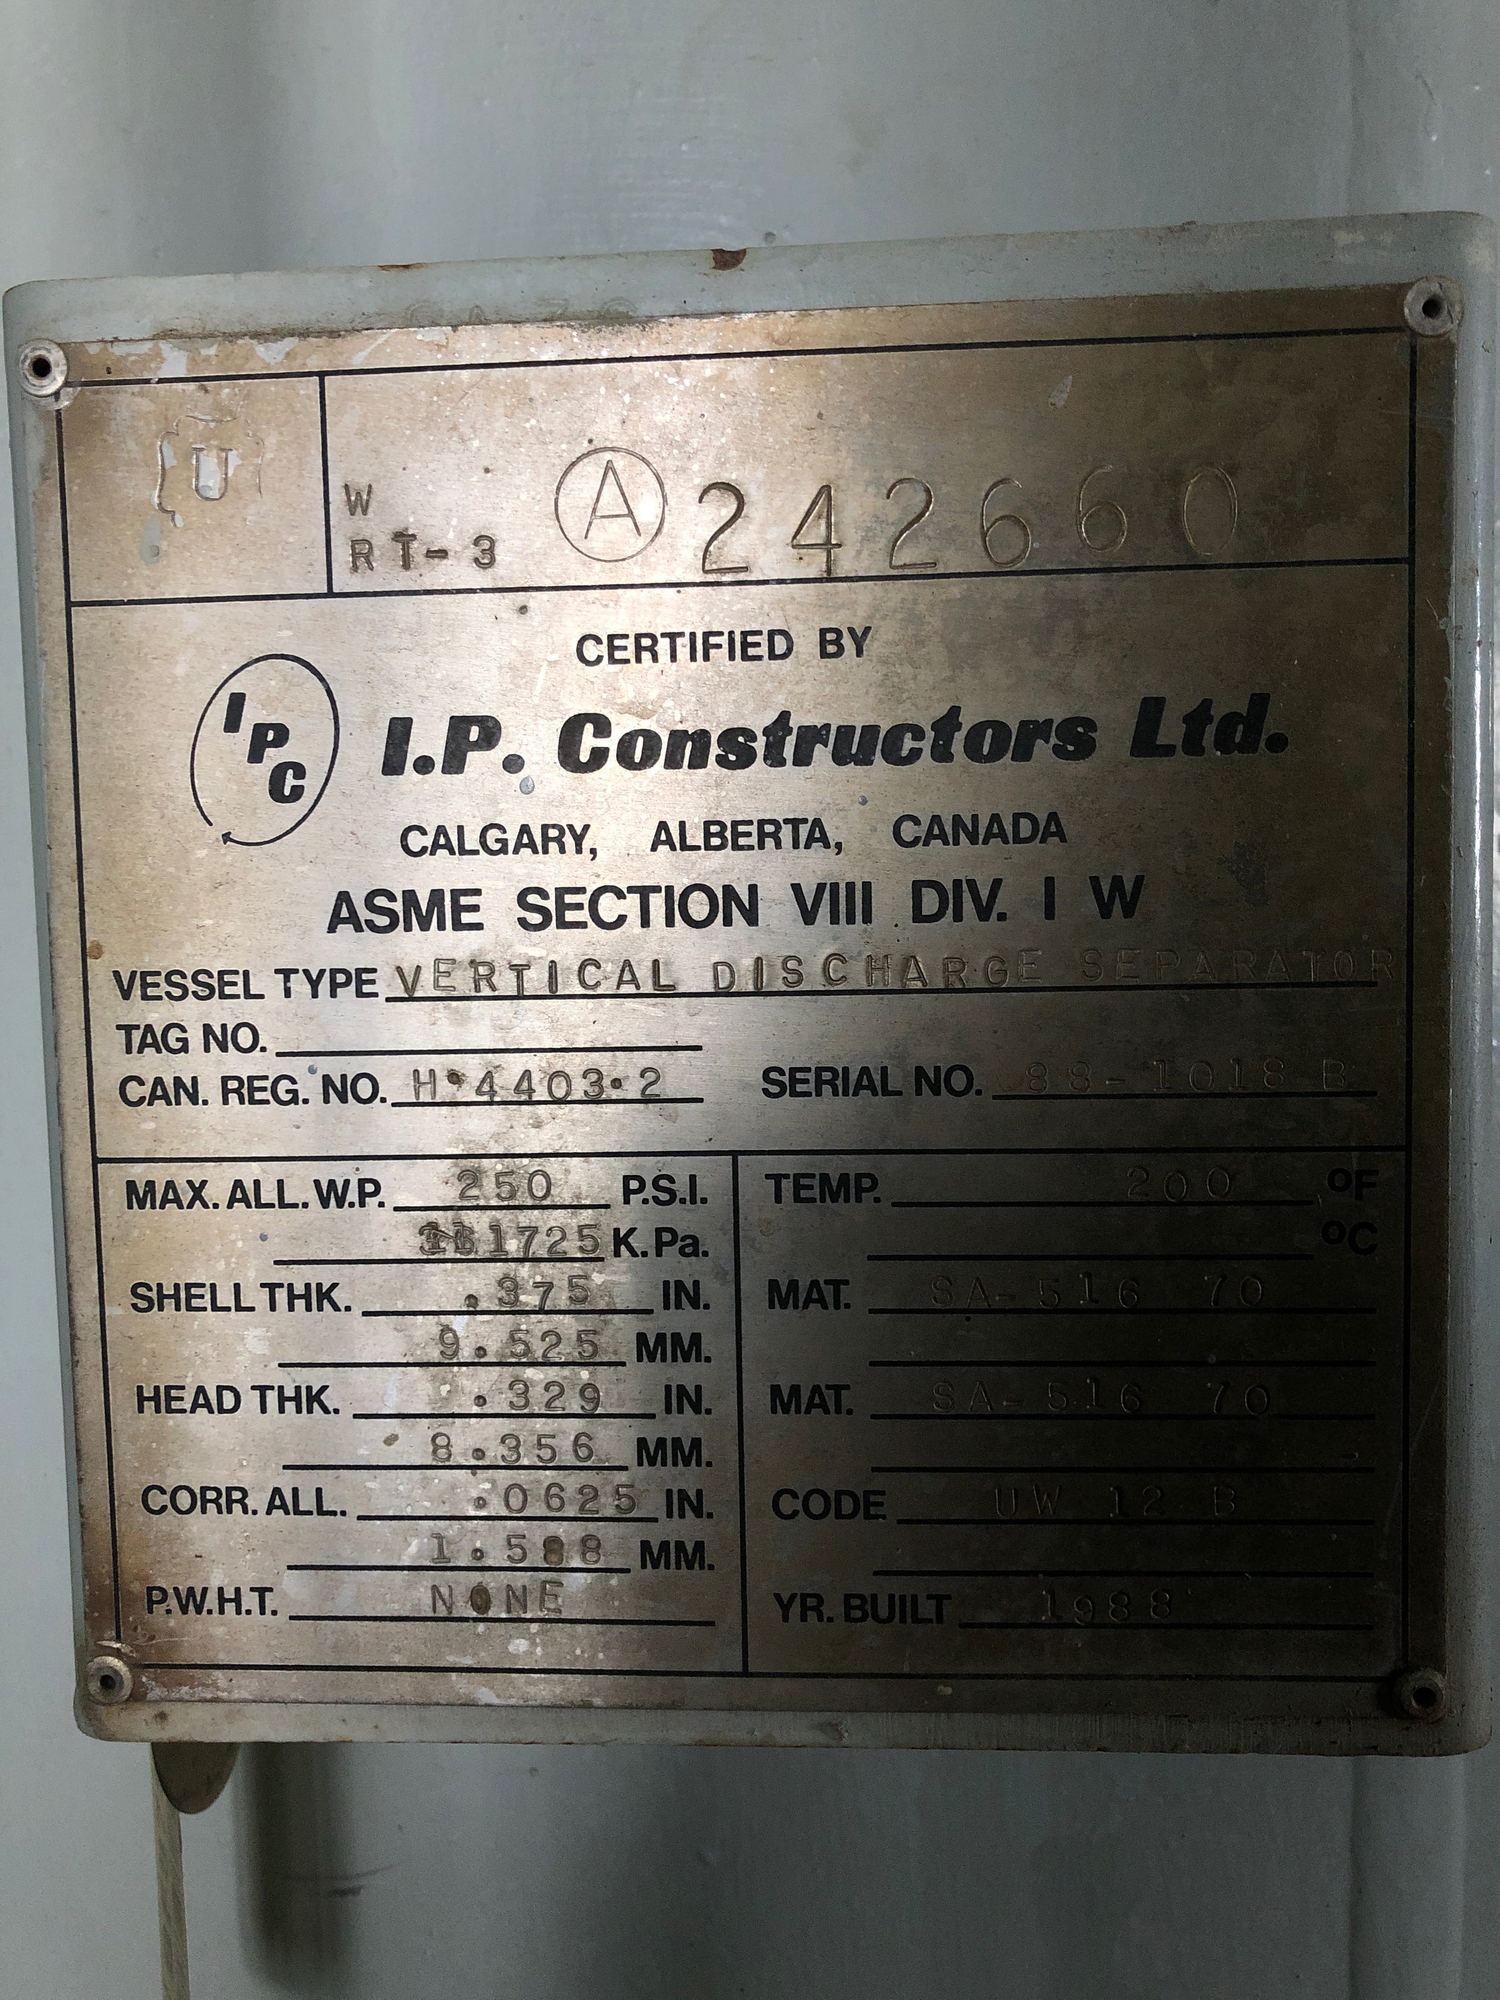 U
W
RT-3
A 242660
CERTIFIED BY
IPC
I.P. Constructors Ltd.
CALGARY, ALBERTA, CANADA
ASME SECTION VIII DIV. I W
VESSEL TYPE VERTICAL DISCHARGE SEPARATOR
TAG NO.
CAN. REG. NO. H.4403.2 SERIAL NO. 88-1018 B
MAX. ALL. W.P. 250 P.S.I. TEMP. 200 °F
1725 K.Pa. °C
SHELL THK. .375 IN. MAT. SA-516 70
9.525 MM.
HEAD THK. .329 IN. MAT. SA-516 70
8.356 MM.
CORR. ALL. .0625 IN. CODE UW 12 B
1.588 MM.
P.W.H.T. NONE YR. BUILT 1988